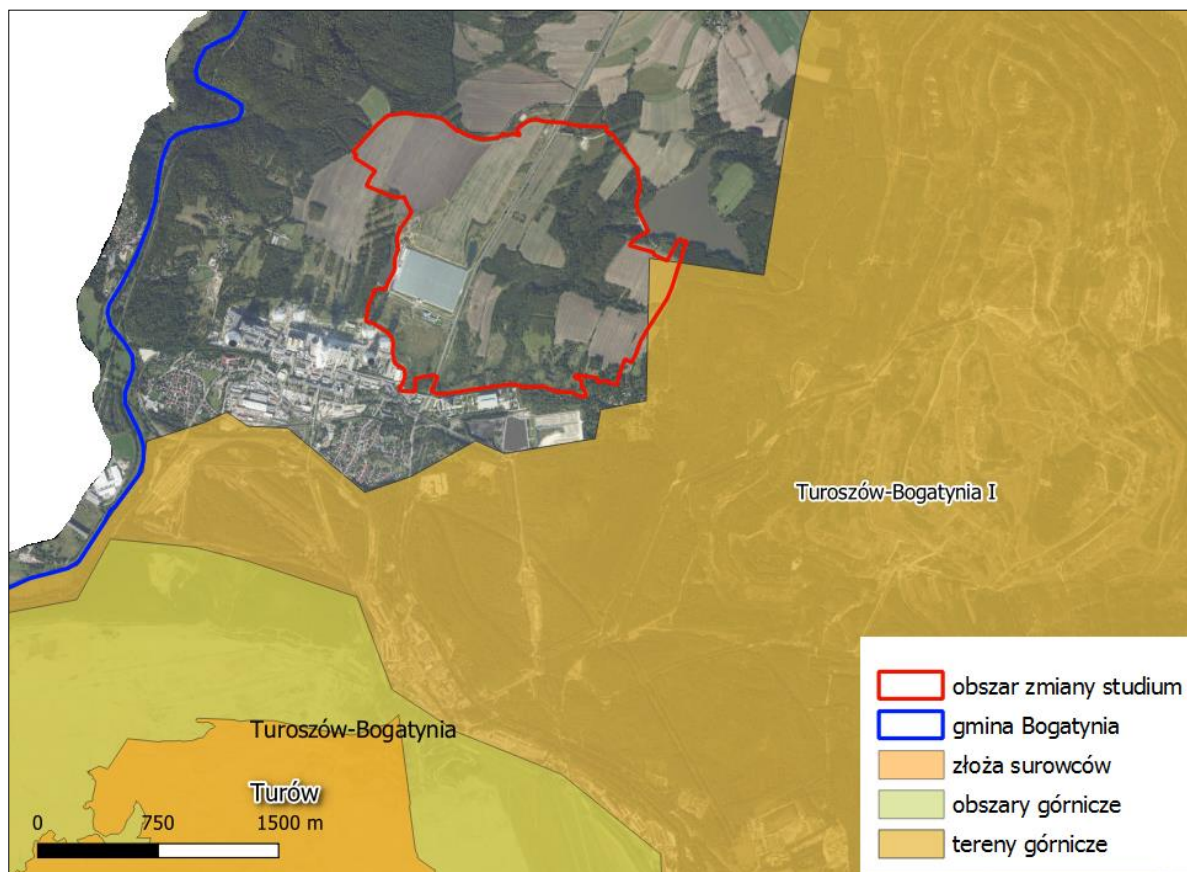 Turoszów-Bogatynia I
Turoszów-Bogatynia
Turów
0 750 1500 m
obszar zmiany studium
gmina Bogatynia
złoża surowców
obszary górnicze
tereny górnicze